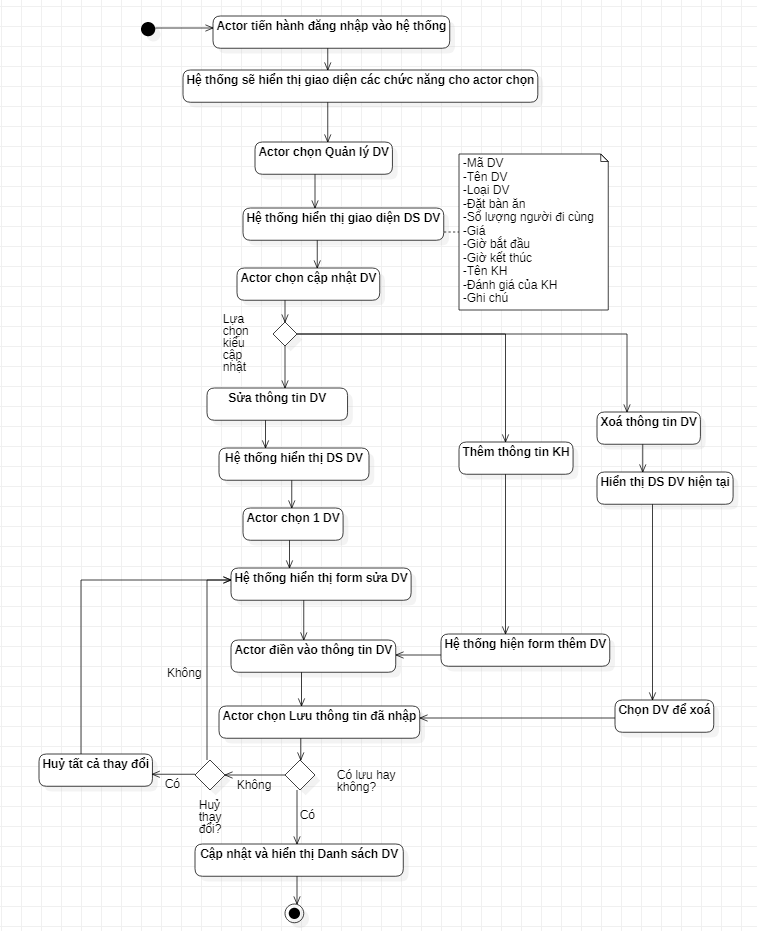 Actor tiến hành đăng nhập vào hệ thống
Hệ thống sẽ hiển thị giao diện các chức năng cho actor chọn
Actor chọn Quản lý DV
Hệ thống hiển thị giao diện DS DV
-Mã DV
-Tên DV
-Loại DV
-Đặt bàn ăn
-Số lượng người đi cùng
-Giá
-Giờ bắt đầu
-Giờ kết thúc
-Tên KH
-Đánh giá của KH
-Ghi chú
Actor chọn cập nhật DV
Lựa
chọn
kiểu
cập
nhật
Sửa thông tin DV
Xoá thông tin DV
Hệ thống hiển thị DS DV
Thêm thông tin KH
Hiển thị DS DV hiện tại
Actor chọn 1 DV
Hệ thống hiển thị form sửa DV
Actor điền vào thông tin DV
Hệ thống hiện form thêm DV
Không
Actor chọn Lưu thông tin đã nhập
Chọn DV để xoá
Huỷ tất cả thay đổi
Có
Không
Có lưu hay
không?
Huỷ
thay
đổi?
Có
Cập nhật và hiển thị Danh sách DV